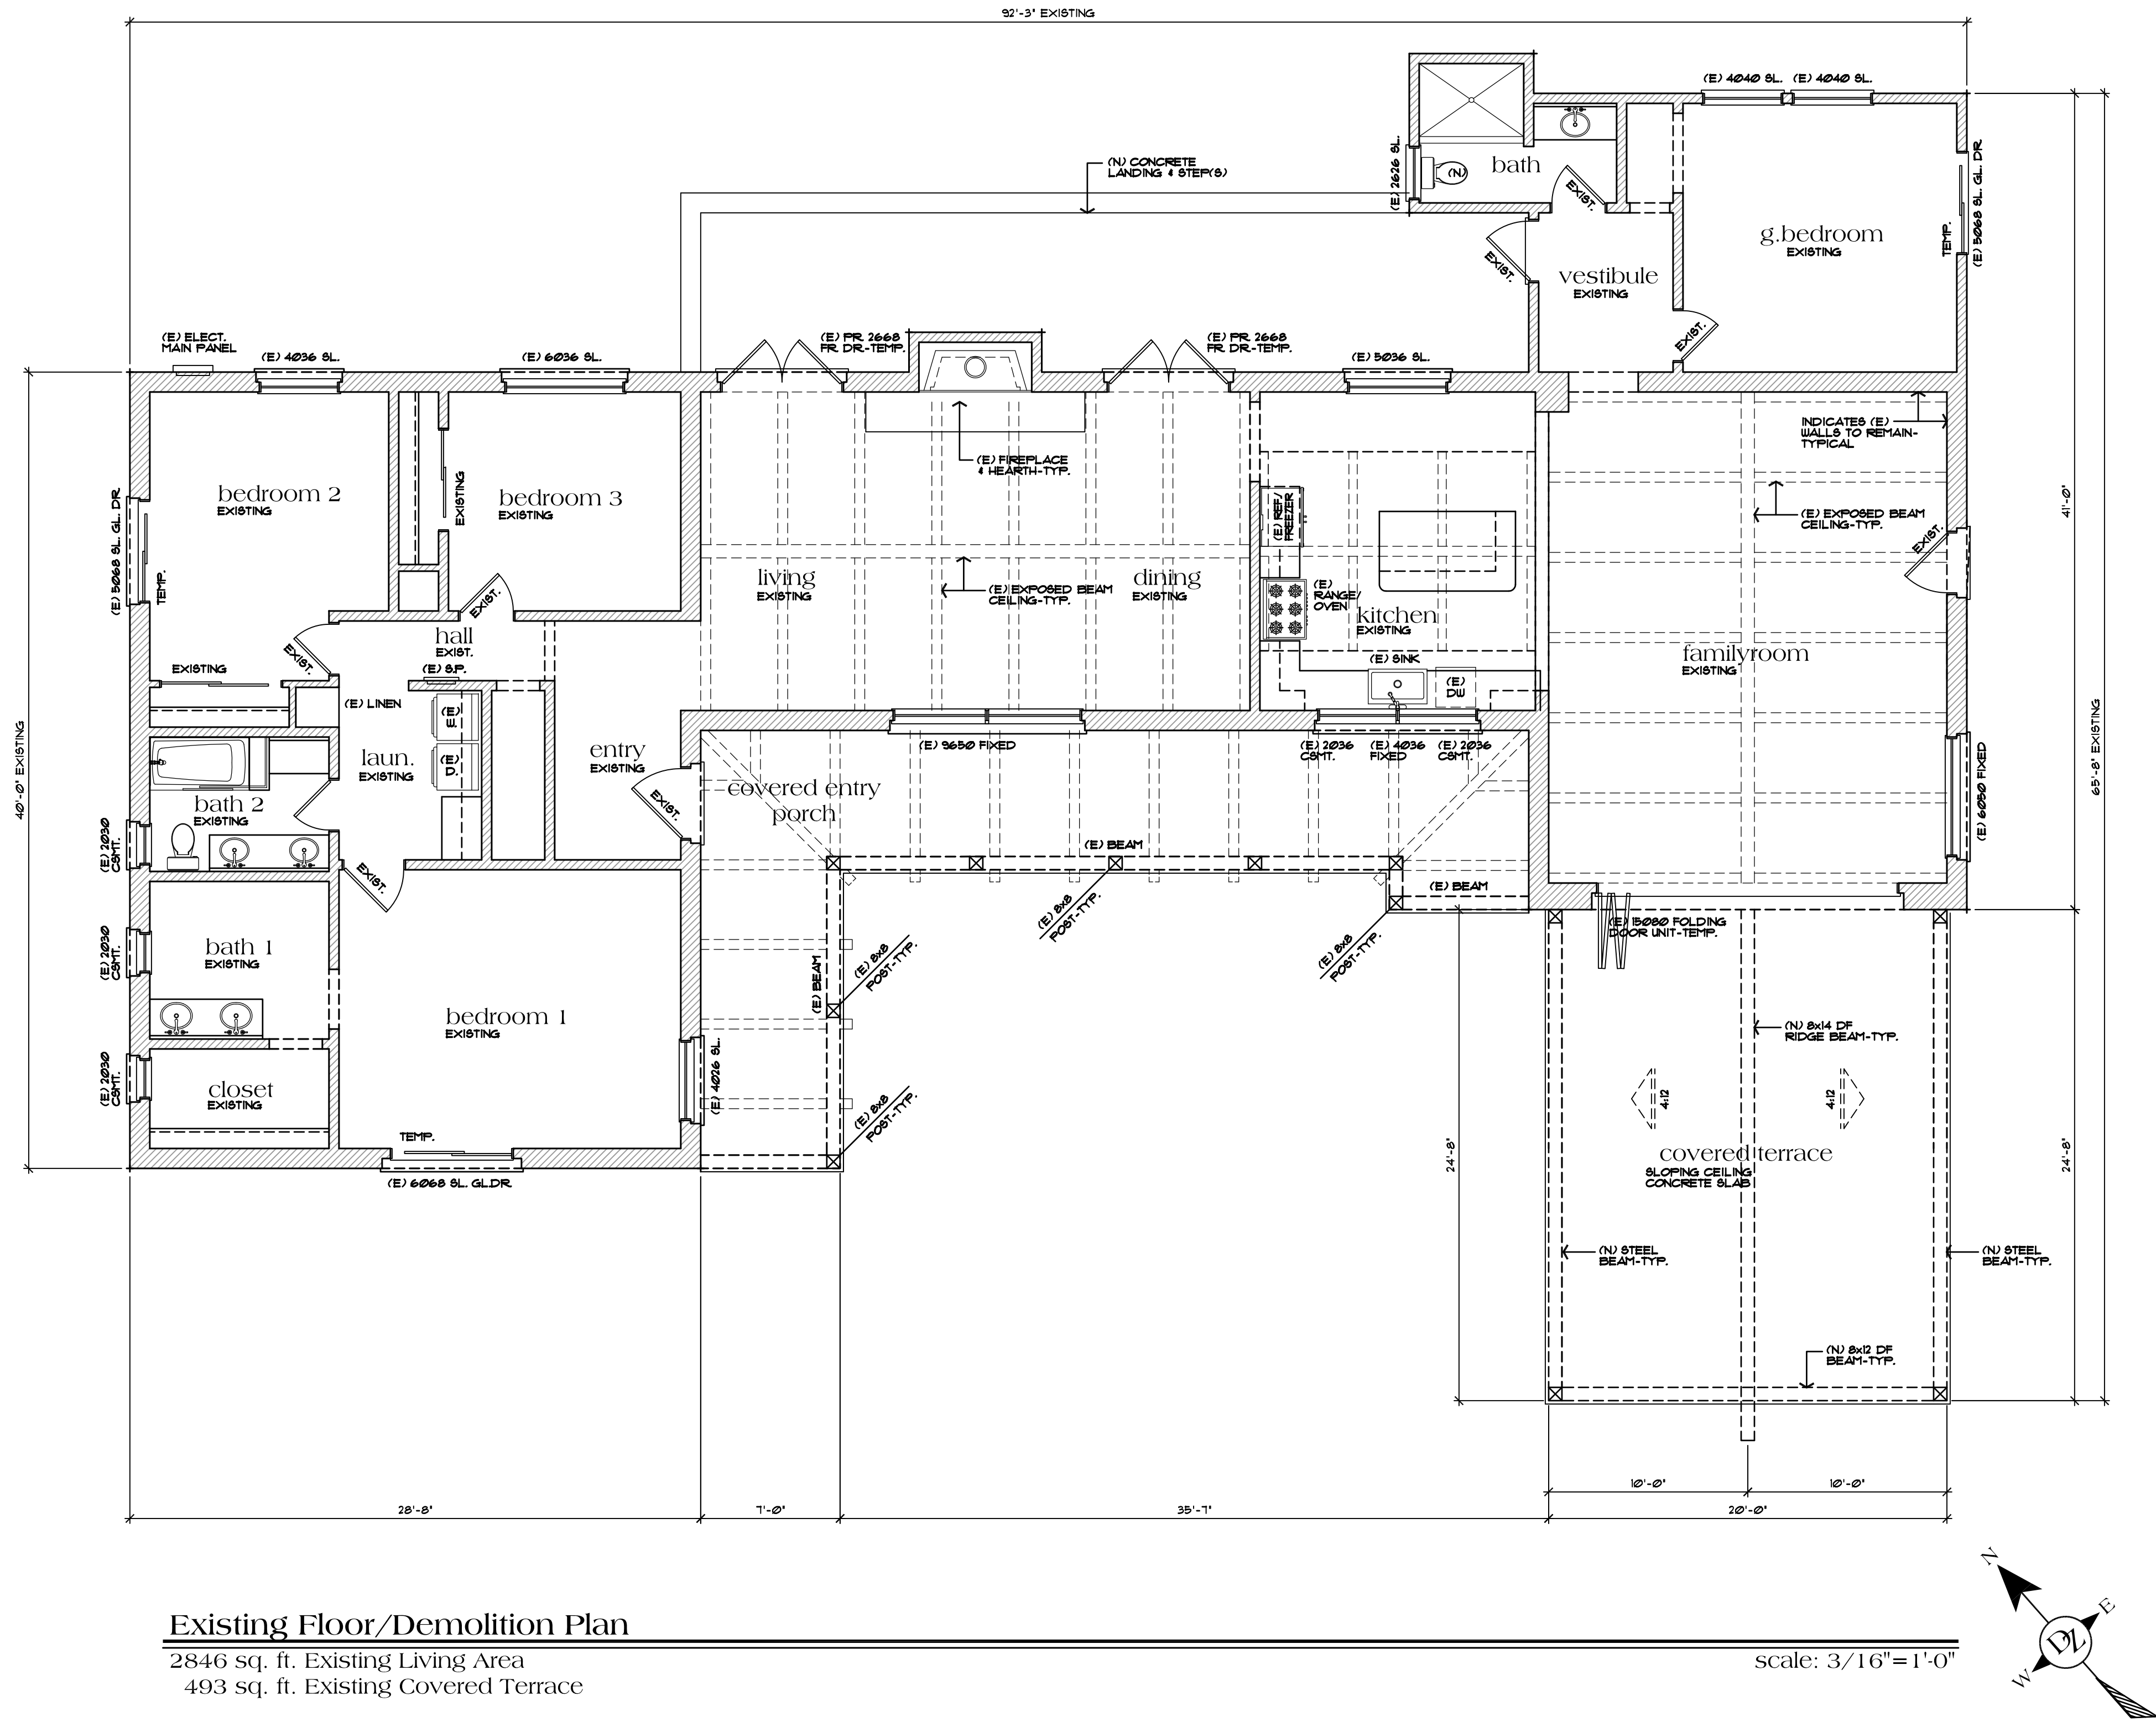 92'-3" EXISTING
(E) 4040 SL. (E) 4040 SL.
(N) CONCRETE
LANDING & STEP(S)
(E) 2626 SL.
(N)
bath
EXIST.
g.bedroom
EXISTING
TEMP.
(E) 5068 SL. GL. DR.
vestibule
EXISTING
EXIST.
EXIST.
(E) ELECT.
MAIN PANEL
(E) 4036 SL.
(E) 6036 SL.
(E) PR. 2668
FR. DR.-TEMP.
(E) PR. 2668
FR. DR.-TEMP.
(E) 5036 SL.
INDICATES (E)
WALLS TO REMAIN-
TYPICAL
(E) FIREPLACE
& HEARTH-TYP.
bedroom 2
EXISTING
EXISTING
bedroom 3
EXISTING
(E) REF/
FREEZER
(E) EXPOSED BEAM
CEILING-TYP.
41'-0"
EXIST.
(E) 5068 SL. GL. DR.
TEMP.
living
EXISTING
(E) EXPOSED BEAM
CEILING-TYP.
dining
EXISTING
(E)
RANGE/
OVEN
kitchen
EXISTING
EXIST.
hall
EXIST.
(E) S.P.
EXIST.
EXISTING
(E) SINK
(E)
DW
familyroom
EXISTING
(E) LINEN
(E)
W.
(E)
D.
laun.
EXISTING
entry
EXISTING
EXIST.
(E) 9650 FIXED
(E) 2036
CSMT.
(E) 4036
FIXED
(E) 2036
CSMT.
40'-0" EXISTING
65'-8" EXISTING
covered entry
porch
bath 2
EXISTING
(E) 2030
CSMT.
(E) 6050 FIXED
(E) BEAM
EXIST.
(E) BEAM
(E) 8x8
POST-TYP.
(E) 8x8
POST-TYP.
(E) 8x8
POST-TYP.
(E) 15080 FOLDING
DOOR UNIT-TEMP.
bath 1
EXISTING
(E) 2030
CSMT.
(E) BEAM
bedroom 1
EXISTING
(N) 8x14 DF
RIDGE BEAM-TYP.
(E) 4026 SL.
closet
EXISTING
(E) 2030
CSMT.
(E) 8x8
POST-TYP.
4:12
4:12
TEMP.
(E) 6068 SL. GL.DR.
24'-8"
covered terrace
SLOPING CEILING
CONCRETE SLAB
24'-8"
(N) STEEL
BEAM-TYP.
(N) STEEL
BEAM-TYP.
(N) 8x12 DF
BEAM-TYP.
10'-0"
10'-0"
28'-8"
7'-0"
35'-7"
20'-0"
N
E
DZ
W
Existing Floor/Demolition Plan
2846 sq. ft. Existing Living Area
scale: 3/16"=1'-0"
493 sq. ft. Existing Covered Terrace